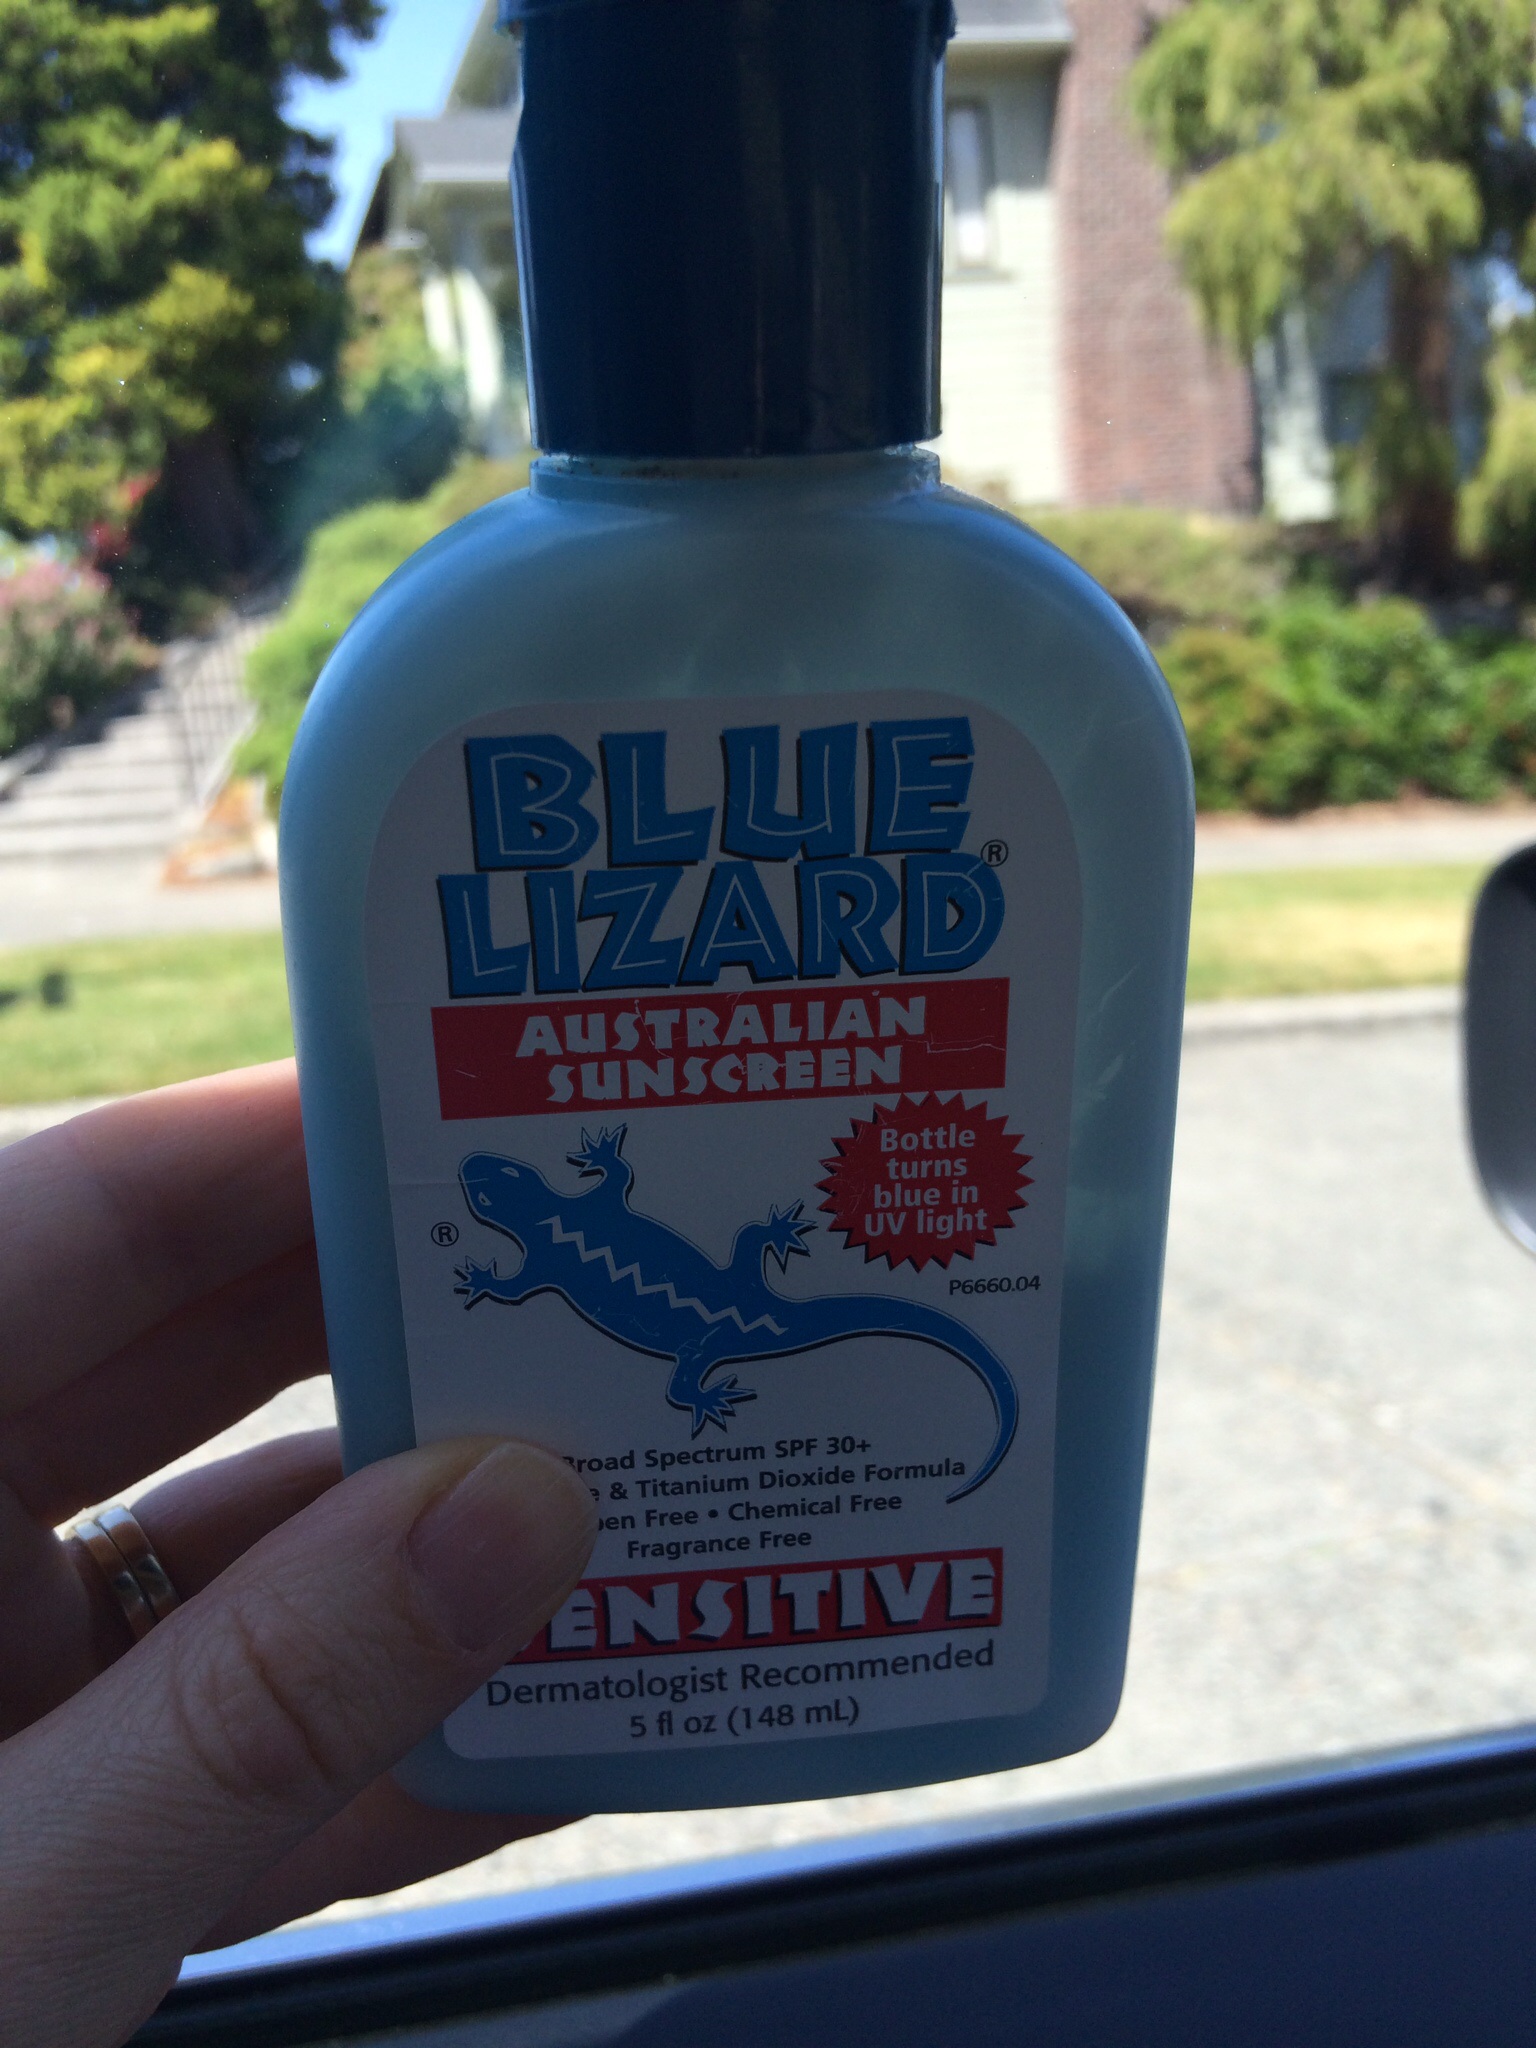 BLUE
LIZARD®
AUSTRALIAN
SUNSCREEN
Bottle
turns
blue in
UV light
®
P6660.04
Broad Spectrum SPF 30+
& Titanium Dioxide Formula
Free • Chemical Free
Fragrance Free
SENSITIVE
Dermatologist Recommended
5 fl oz (148 mL)